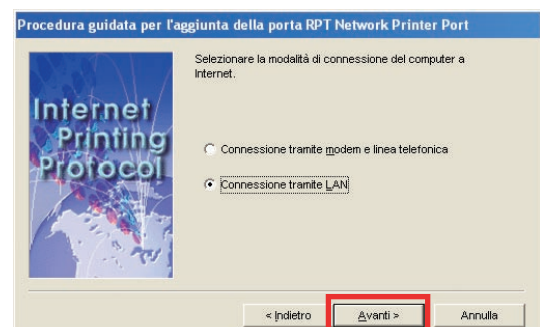 Procedura guidata per l'aggiunta della porta RPT Network Printer Port
Selezionare la modalità di connessione del computer a
Internet.
Internet
Printing
Protocol
Connessione tramite modem e linea telefonica
Connessione tramite LAN
< Indietro
Avanti >
Annulla